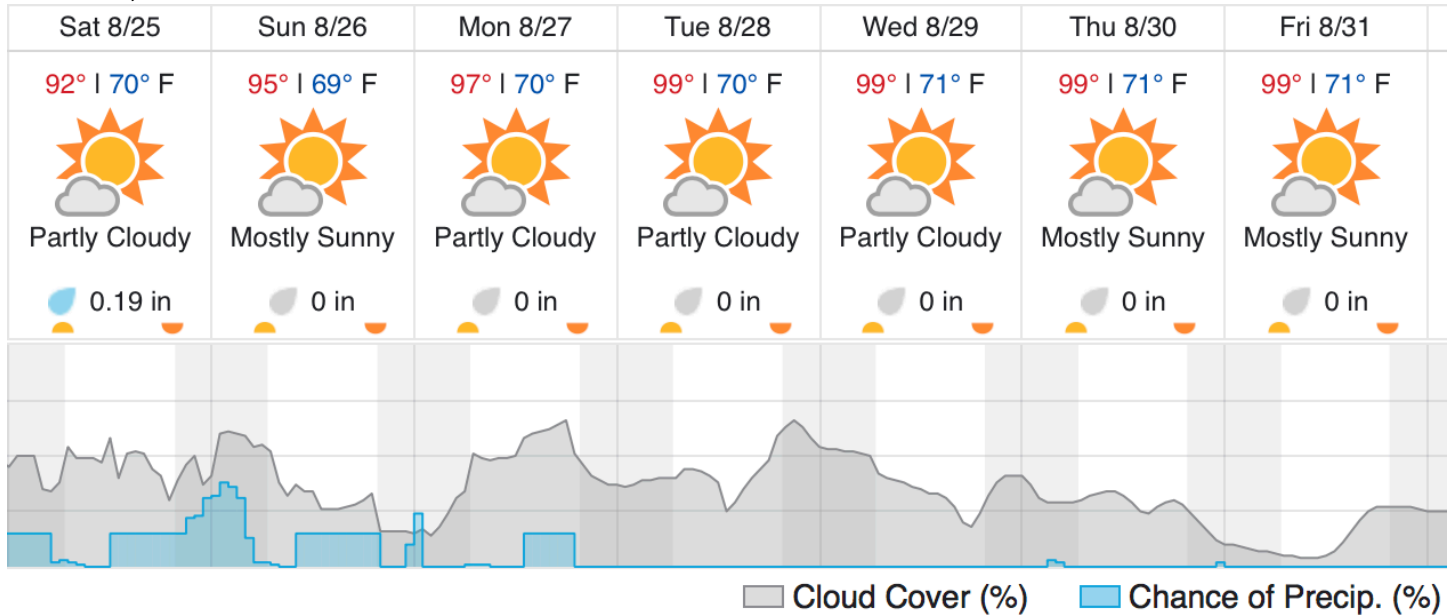 Sat 8/25 Sun 8/26 Mon 8/27 Tue 8/28 Wed 8/29 Thu 8/30 Fri 8/31
92° | 70° F 95° | 69° F 97° | 70° F 99° | 70° F 99° | 71° F 99° | 71° F 99° | 71° F
Partly Cloudy Mostly Sunny Partly Cloudy Partly Cloudy Partly Cloudy Mostly Sunny Mostly Sunny
0.19 in 0 in 0 in 0 in 0 in 0 in 0 in
Cloud Cover (%) Chance of Precip. (%)